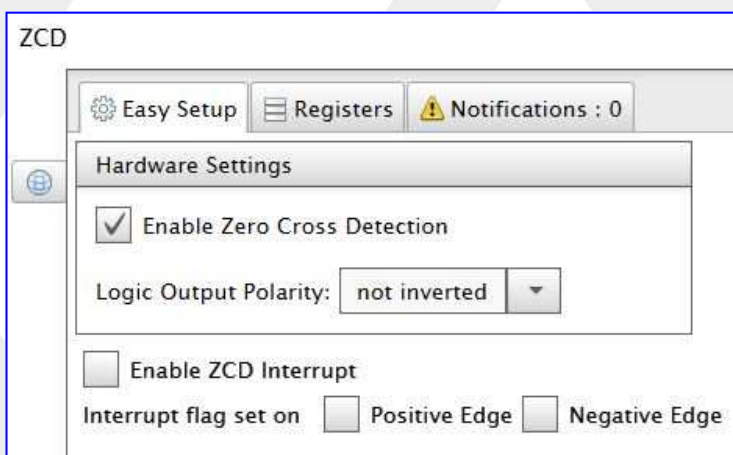 ZCD
Easy Setup Registers Notifications : 0
Hardware Settings
Enable Zero Cross Detection
Logic Output Polarity: not inverted
Enable ZCD Interrupt
Interrupt flag set on Positive Edge Negative Edge